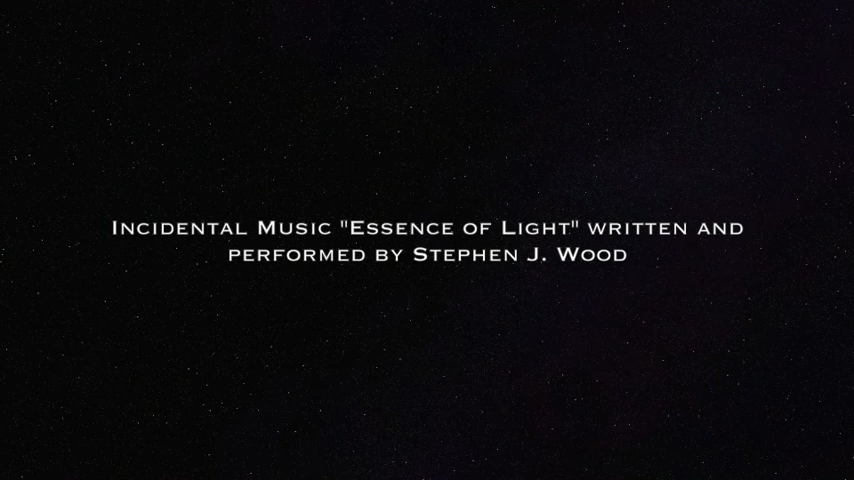 Incidental Music "Essence of Light" written and
performed by Stephen J. Wood